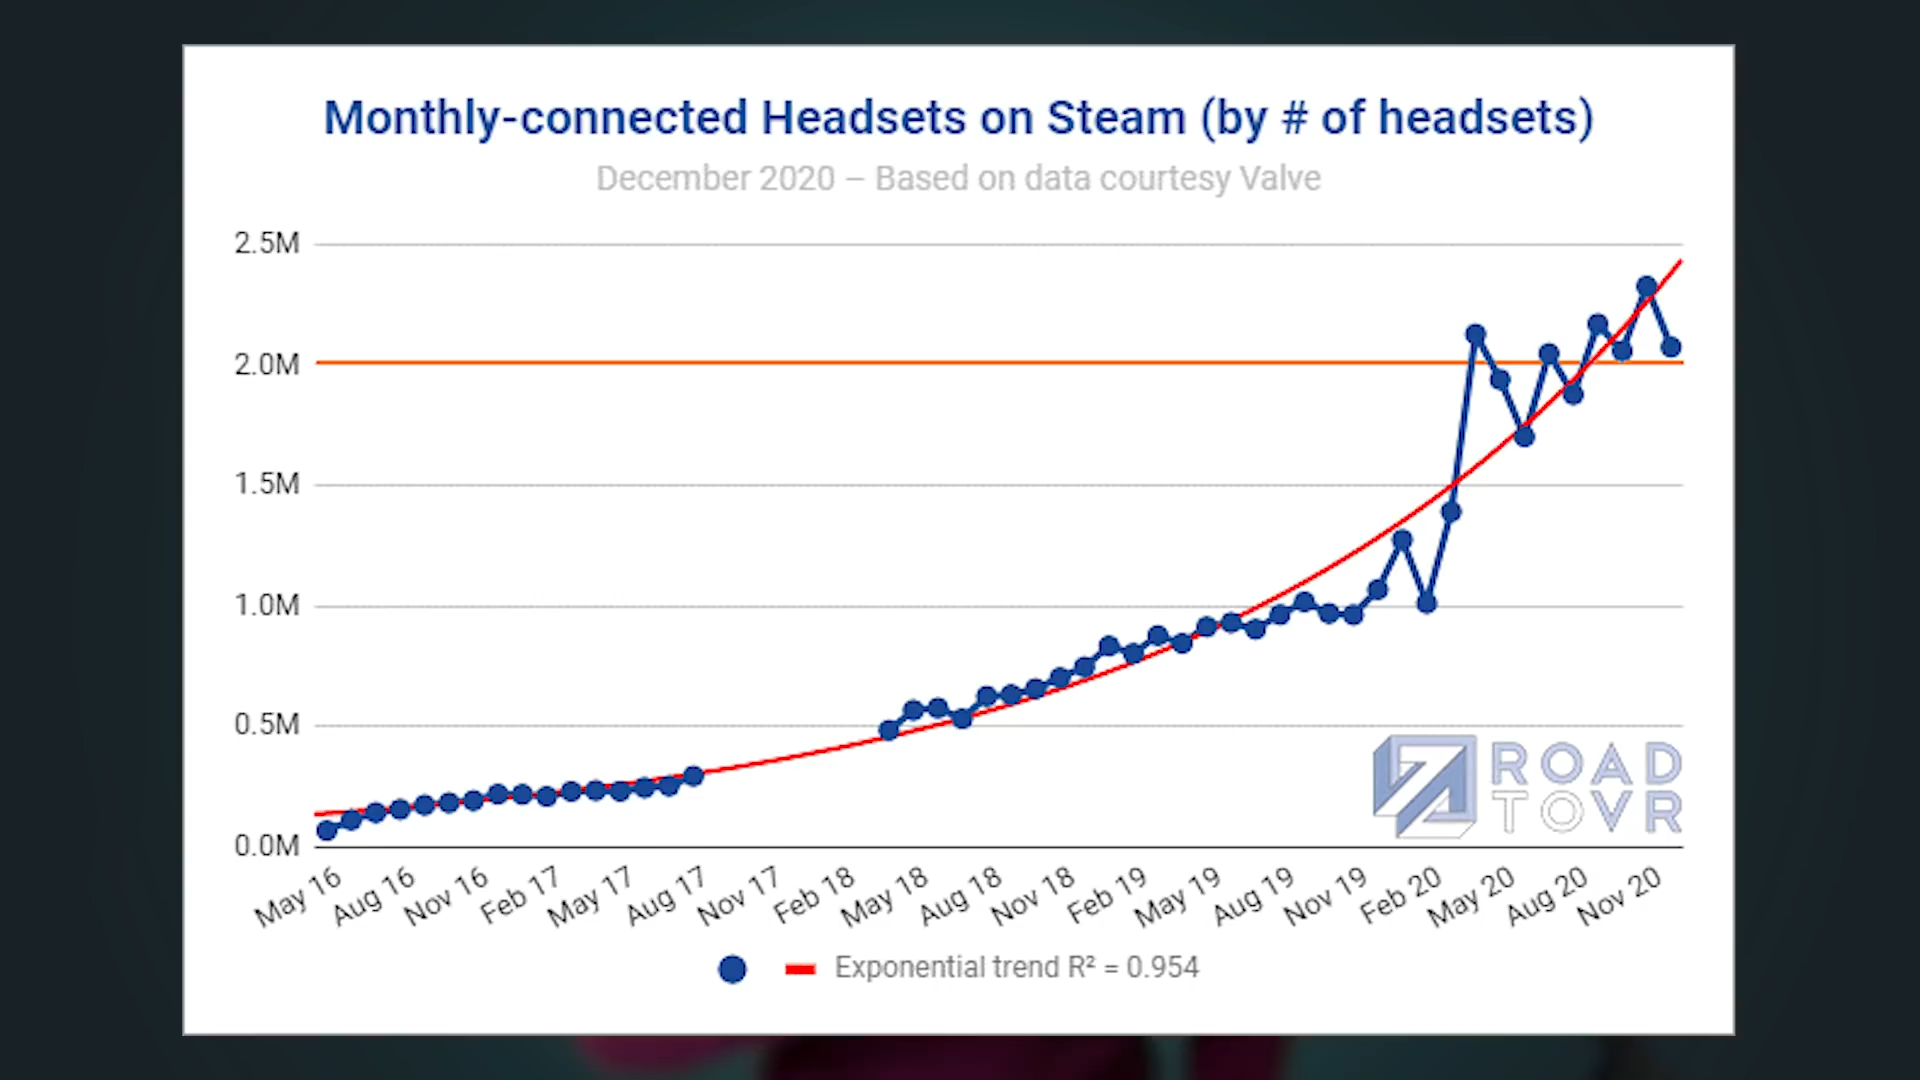 Monthly-connected Headsets on Steam (by # of headsets)
December 2020 – Based on data courtesy Valve
2.5M
2.0M
1.5M
1.0M
0.5M
0.0M
May 16 Aug 16 Nov 16 Feb 17 May 17 Aug 17 Nov 17 Feb 18 May 18 Aug 18 Nov 18 Feb 19 May 19 Aug 19 Nov 19 Feb 20 May 20 Aug 20 Nov 20
ROAD
TOVR
Exponential trend R² = 0.954